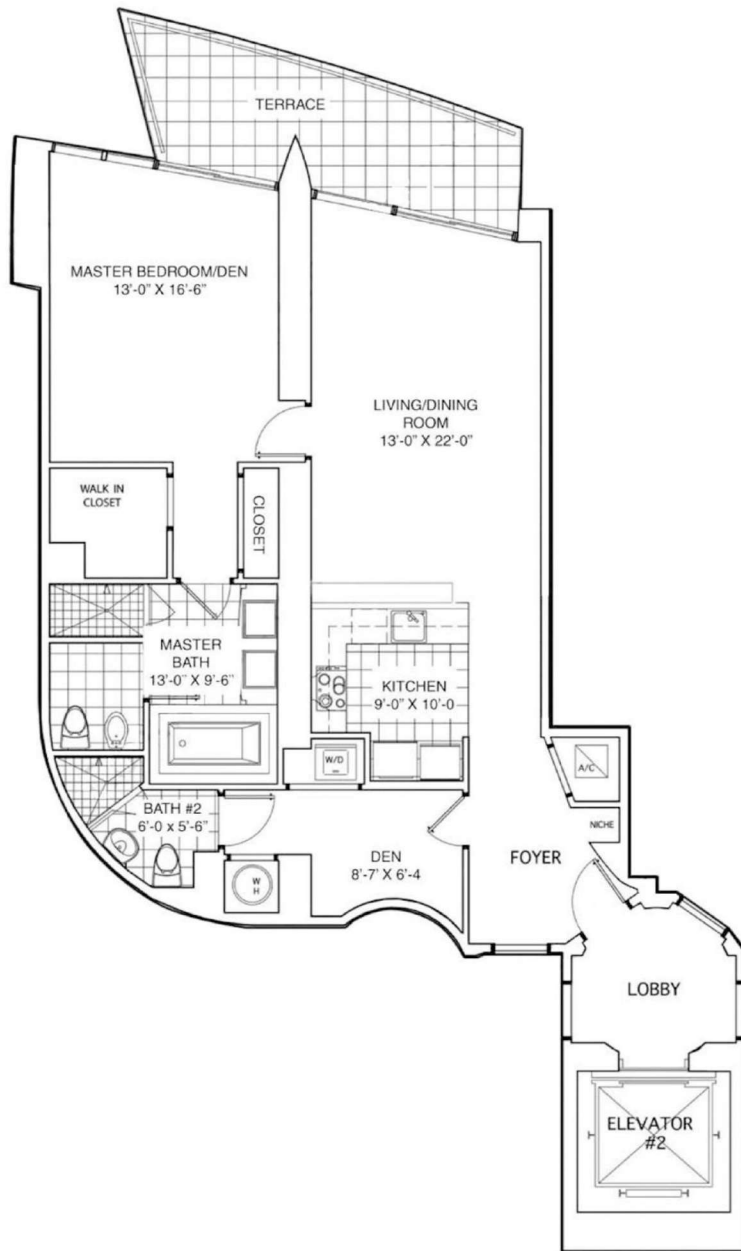 TERRACE
MASTER BEDROOM/DEN
13'-0" X 16'-6"
LIVING/DINING
ROOM
13'-0" X 22'-0"
WALK IN
CLOSET
CLOSET
MASTER
BATH
13'-0" X 9'-6"
KITCHEN
9'-0" X 10'-0
W/D
A/C
BATH #2
6'-0 x 5'-6"
NICHE
DEN
8'-7' X 6'-4
FOYER
W
H
LOBBY
ELEVATOR
#2